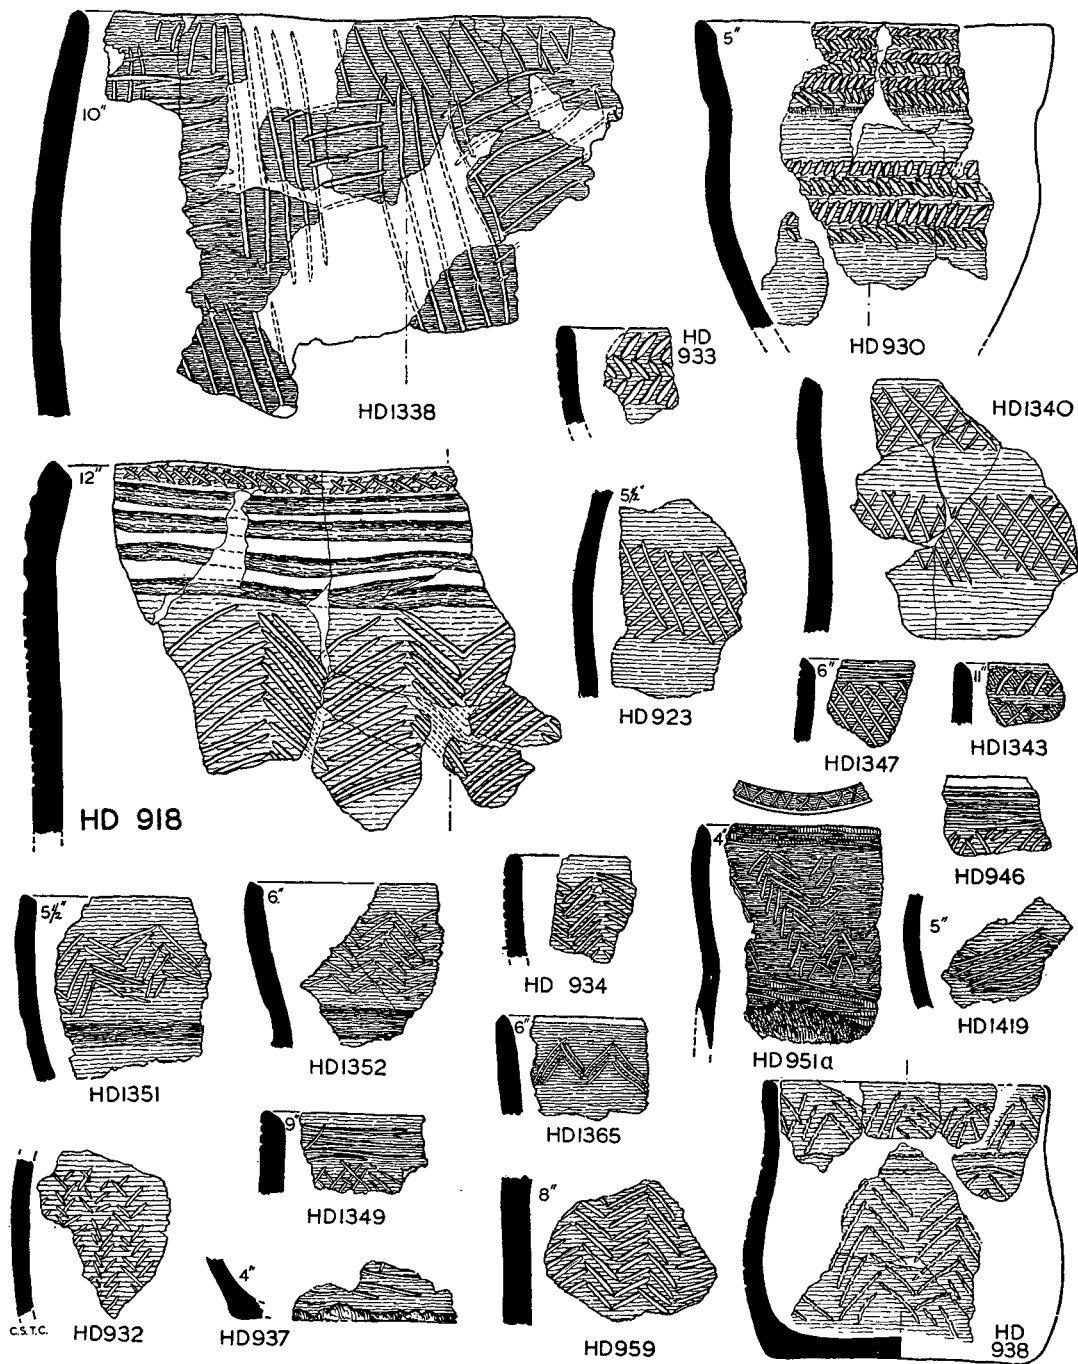 10"
HD1338
5"
HD930
HD
933
HD1340
12"
HD 918
5½"
HD923
6"
HD1347
11"
HD1343
4"
HD951a
HD946
5½"
HD1351
6"
HD1352
HD 934
5"
HD1419
6"
HD1365
9"
HD1349
C.S.T.C.
HD932
4"
HD937
8"
HD959
HD
938